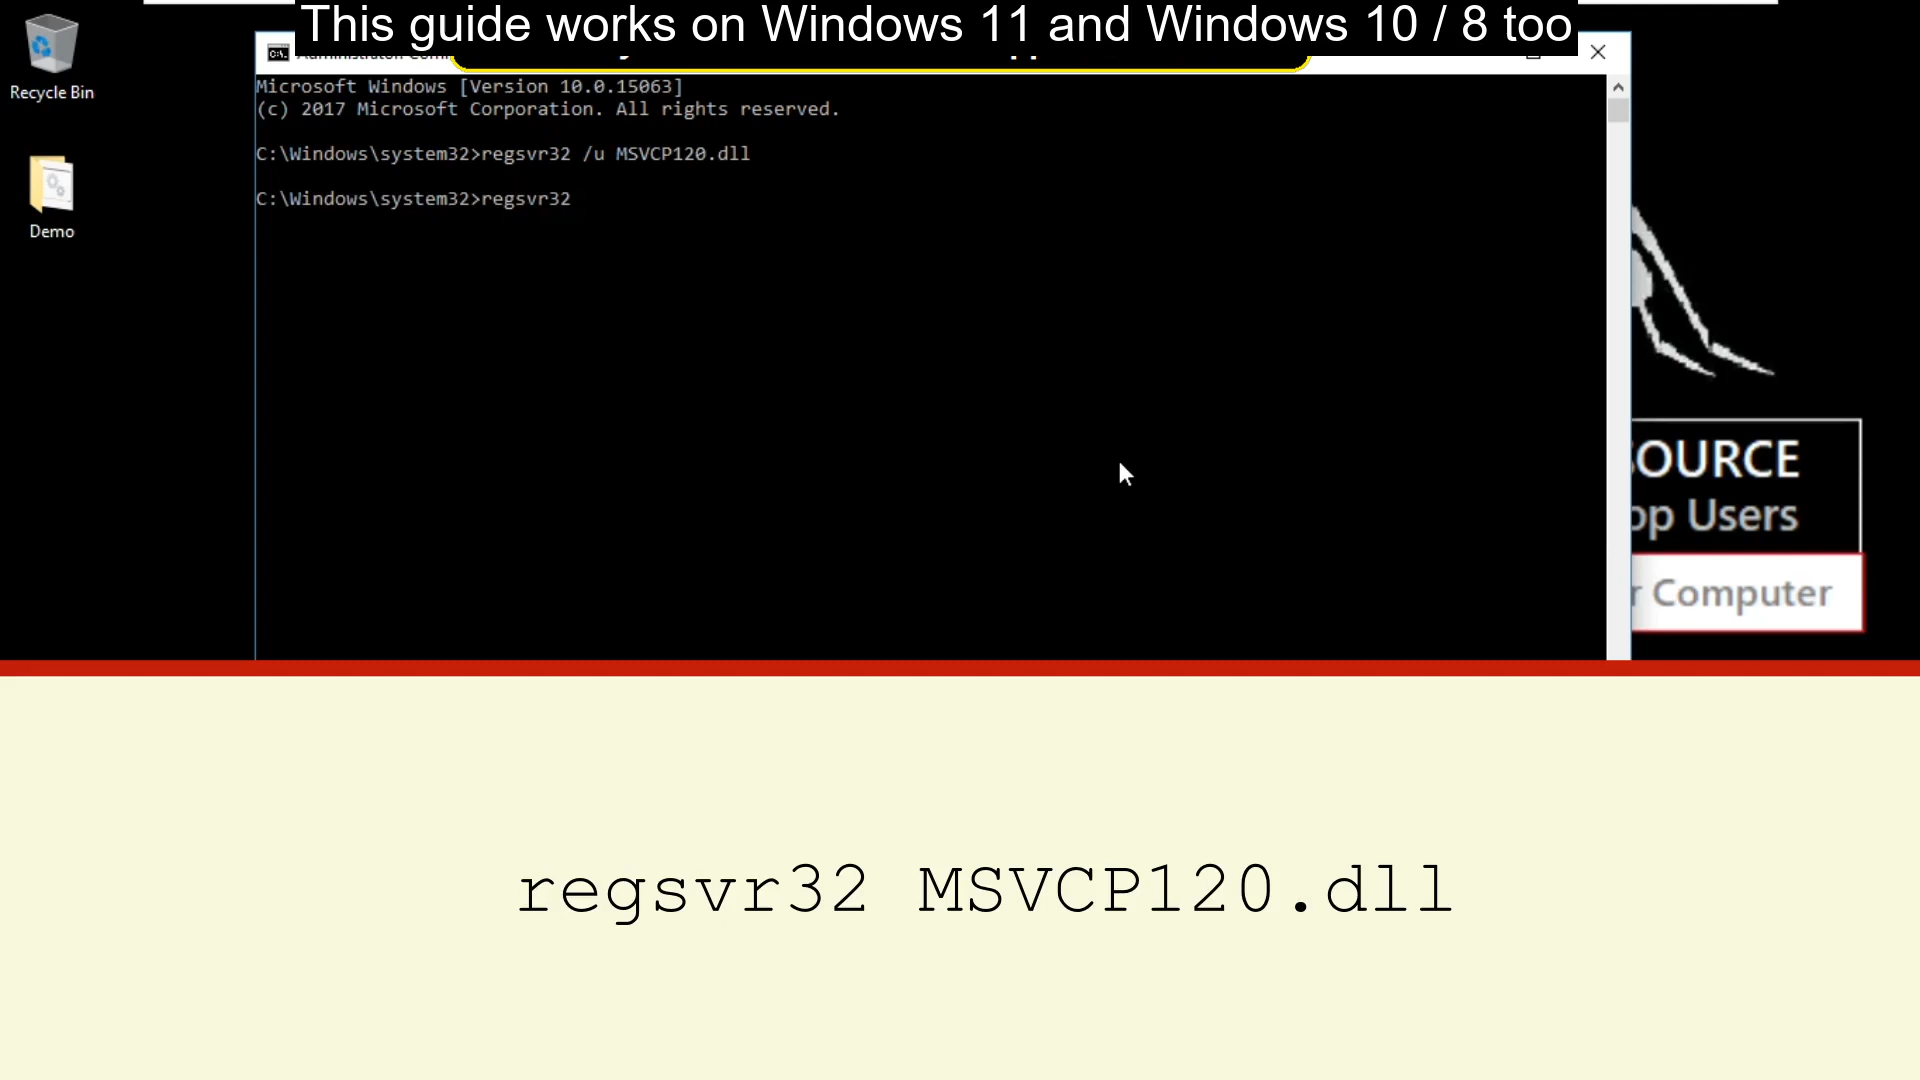 This guide works on Windows 11 and Windows 10 / 8 too
Recycle Bin
Demo
Microsoft Windows [Version 10.0.15063]
(c) 2017 Microsoft Corporation. All rights reserved.
C:\Windows\system32>regsvr32 /u MSVCP120.dll
C:\Windows\system32>regsvr32
SOURCE
Users
Computer
regsvr32 MSVCP120.dll